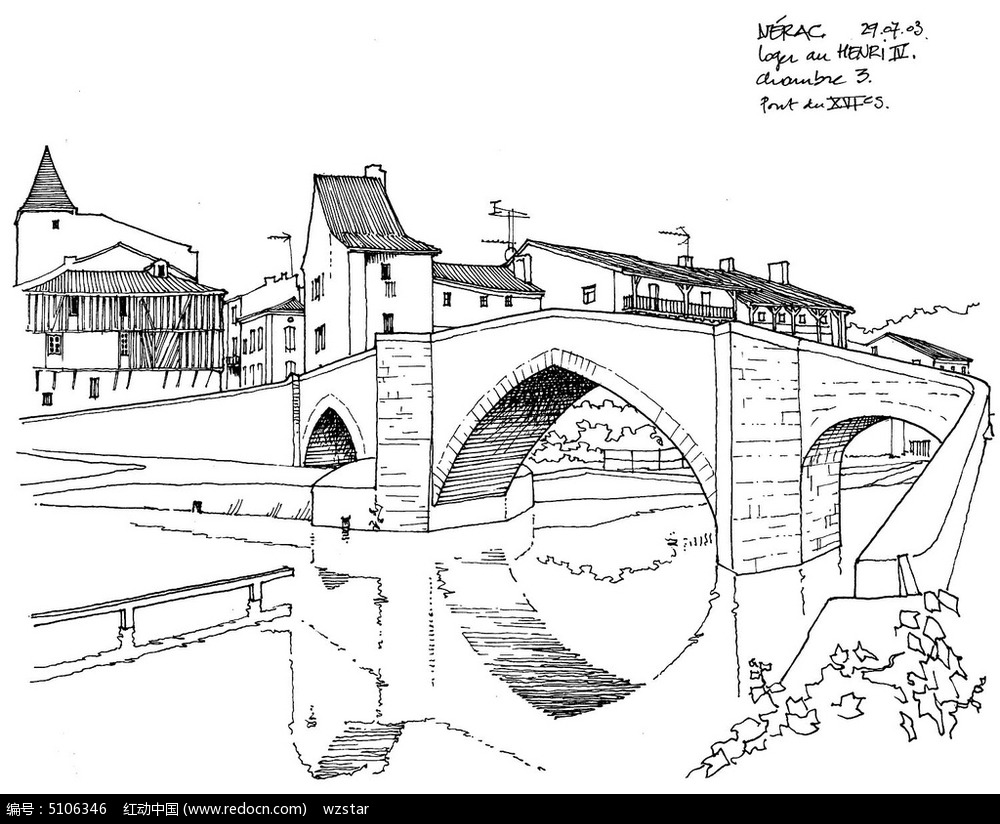 NÉRAC. 29.07.03.
loger au HENRI IV.
chambre 3.
Pont du XVIe S.
编号：5106346 红动中国 (www.redocn.com) wzstar